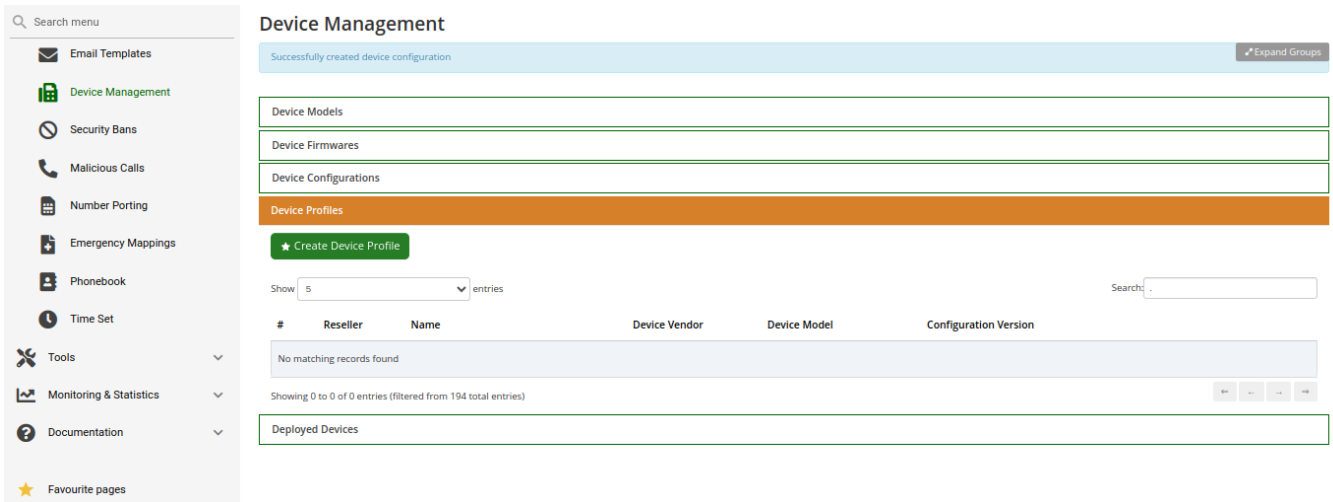 Search menu
Email Templates
Device Management
Security Bans
Malicious Calls
Number Porting
Emergency Mappings
Phonebook
Time Set
Tools
Monitoring & Statistics
Documentation
Favourite pages
Device Management
Successfully created device configuration
Expand Groups
Device Models
Device Firmwares
Device Configurations
Device Profiles
Create Device Profile
Show 5 entries
Search: .
# Reseller Name Device Vendor Device Model Configuration Version
No matching records found
Showing 0 to 0 of 0 entries (filtered from 194 total entries)
⇐ ← → ⇒
Deployed Devices